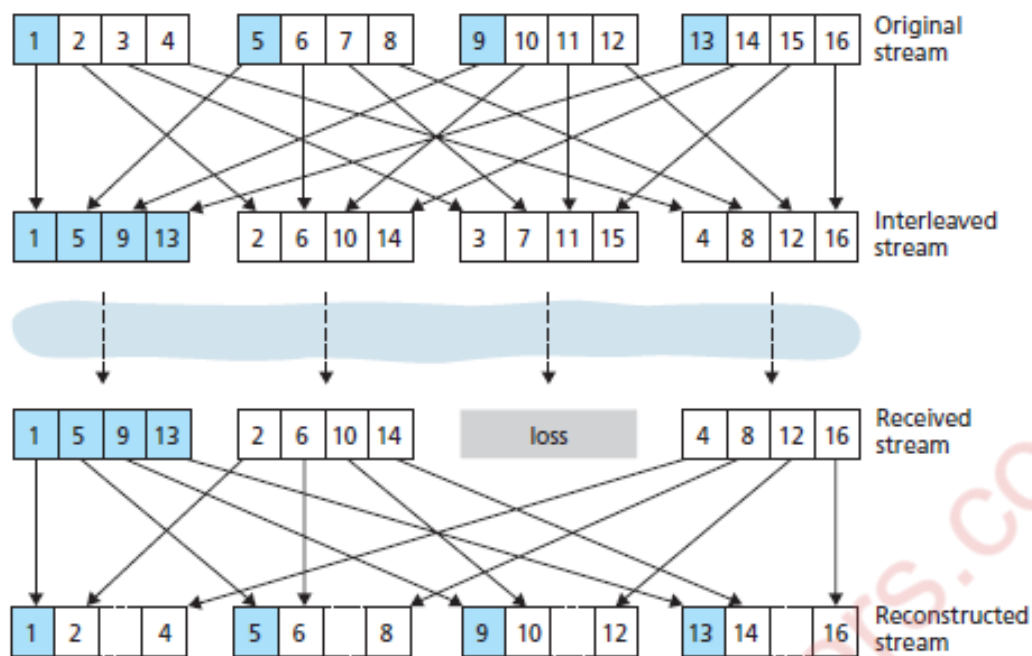 1 2 3 4 5 6 7 8 9 10 11 12 13 14 15 16 Original
stream
1 5 9 13 2 6 10 14 3 7 11 15 4 8 12 16 Interleaved
stream
1 5 9 13 2 6 10 14 loss 4 8 12 16 Received
stream
1 2 4 5 6 8 9 10 12 13 14 16 Reconstructed
stream
ors.co